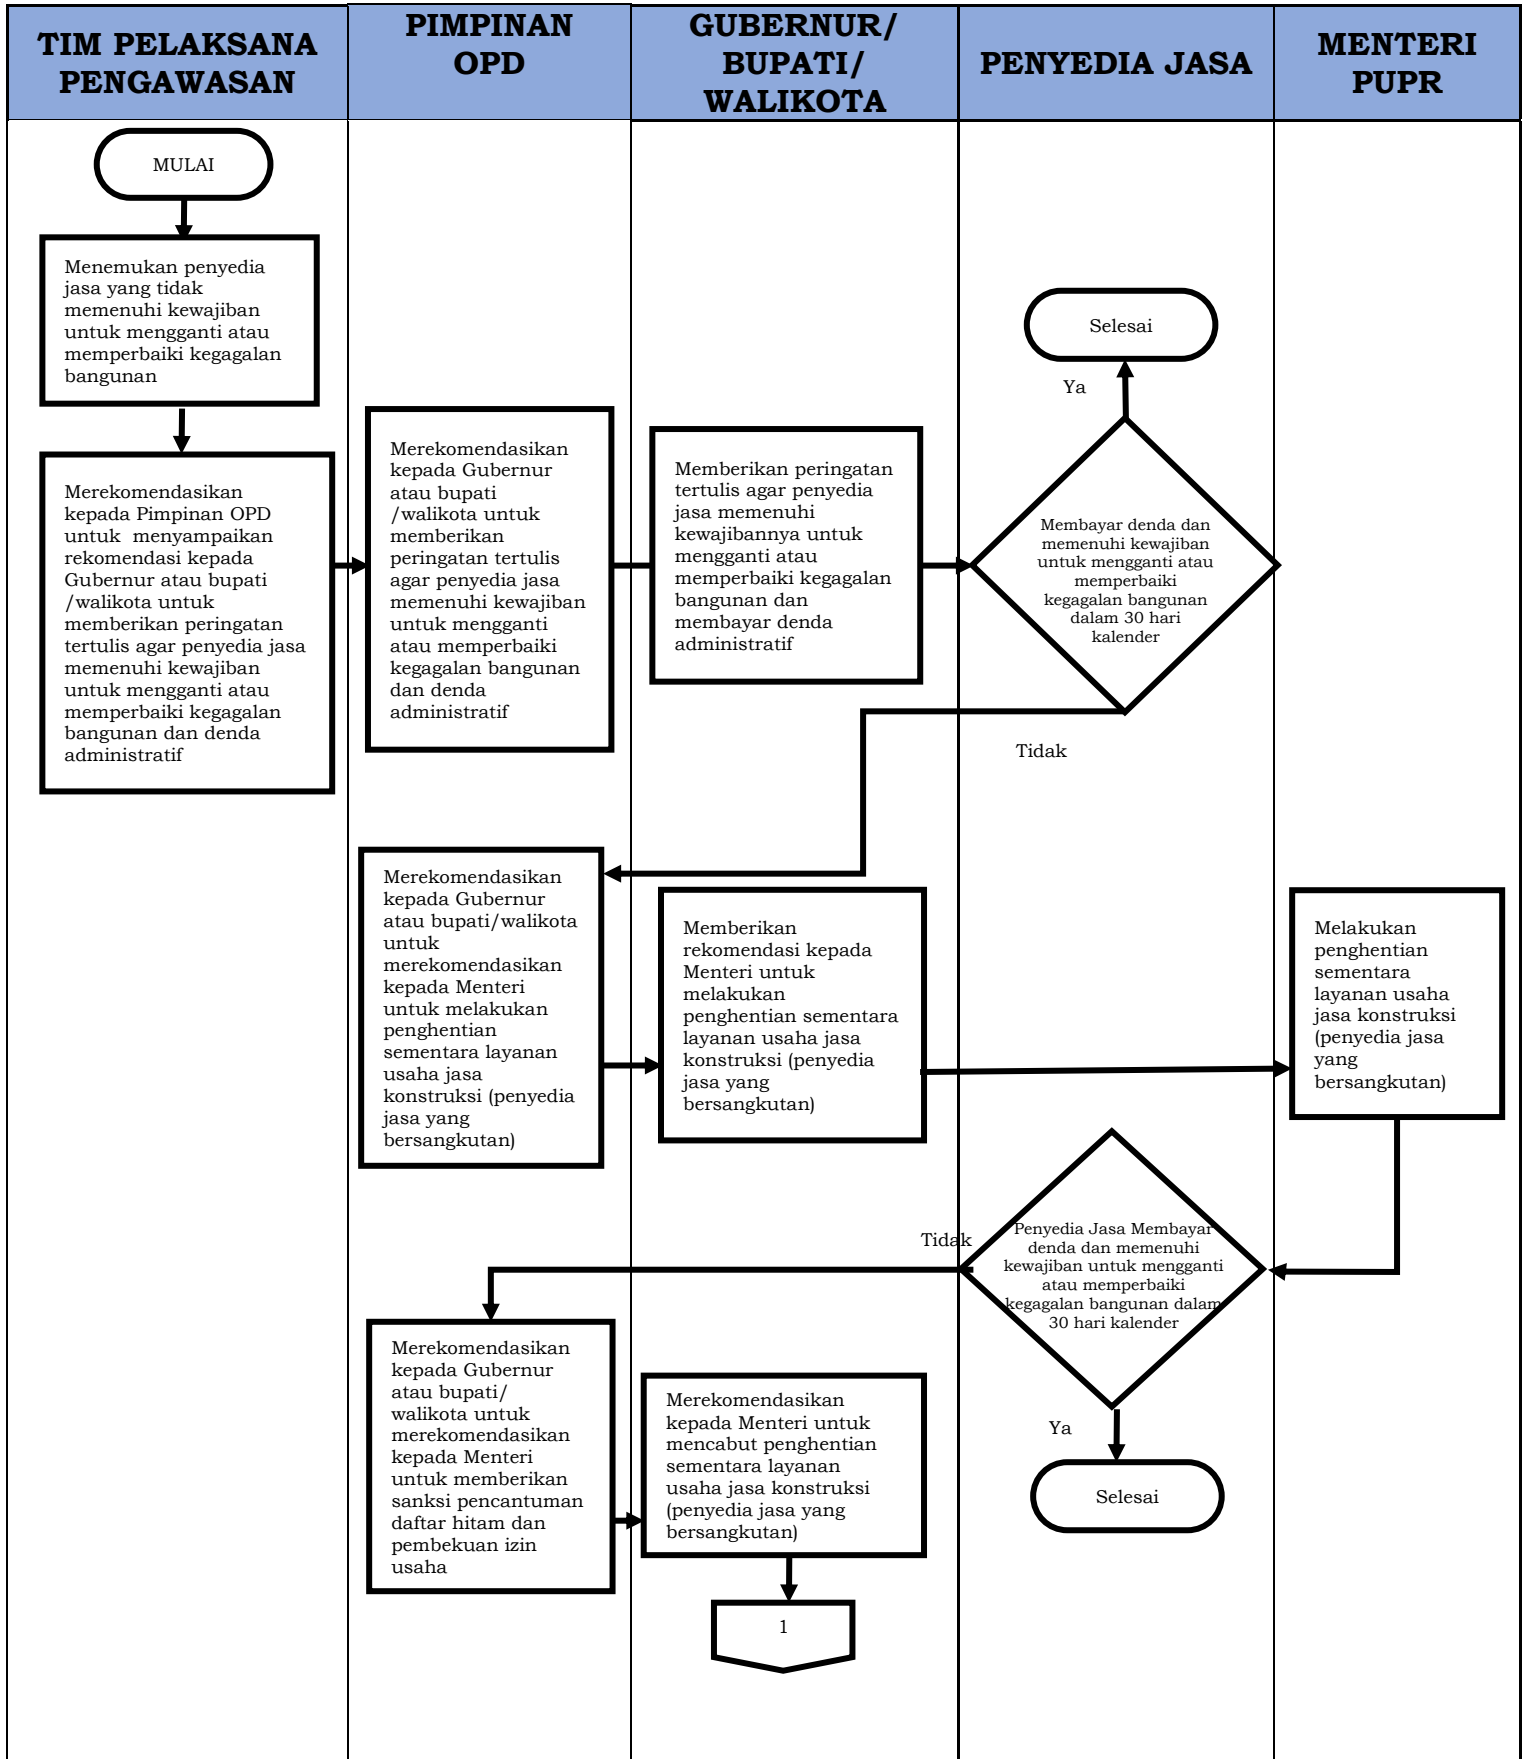 TIM PELAKSANA
PENGAWASAN
PIMPINAN
OPD
GUBERNUR/
BUPATI/
WALIKOTA
PENYEDIA JASA
MENTERI
PUPR
MULAI
Menemukan penyedia
jasa yang tidak
memenuhi kewajiban
untuk mengganti atau
memperbaiki kegagalan
bangunan
Merekomendasikan
kepada Pimpinan OPD
untuk menyampaikan
rekomendasi kepada
Gubernur atau bupati
/walikota untuk
memberikan peringatan
tertulis agar penyedia jasa
memenuhi kewajiban
untuk mengganti atau
memperbaiki kegagalan
bangunan dan denda
administratif
Merekomendasikan
kepada Gubernur
atau bupati
/walikota untuk
memberikan
peringatan tertulis
agar penyedia jasa
memenuhi kewajiban
untuk mengganti
atau memperbaiki
kegagalan bangunan
dan denda
administratif
Memberikan peringatan
tertulis agar penyedia
jasa memenuhi
kewajibannya untuk
mengganti atau
memperbaiki kegagalan
bangunan dan
membayar denda
administratif
Selesai
Ya
Membayar denda dan
memenuhi kewajiban
untuk mengganti atau
memperbaiki
kegagalan bangunan
dalam 30 hari
kalender
Tidak
Merekomendasikan
kepada Gubernur
atau bupati/walikota
untuk
merekomendasikan
kepada Menteri
untuk melakukan
penghentian
sementara layanan
usaha jasa
konstruksi (penyedia
jasa yang
bersangkutan)
Memberikan
rekomendasi kepada
Menteri untuk
melakukan
penghentian sementara
layanan usaha jasa
konstruksi (penyedia
jasa yang
bersangkutan)
Melakukan
penghentian
sementara
layanan usaha
jasa konstruksi
(penyedia jasa
yang
bersangkutan)
Tidak
Penyedia Jasa Membayar
denda dan memenuhi
kewajiban untuk mengganti
atau memperbaiki
kegagalan bangunan dalam
30 hari kalender
Merekomendasikan
kepada Gubernur
atau bupati/
walikota untuk
merekomendasikan
kepada Menteri
untuk memberikan
sanksi pencantuman
daftar hitam dan
pembekuan izin
usaha
Merekomendasikan
kepada Menteri untuk
mencabut penghentian
sementara layanan
usaha jasa konstruksi
(penyedia jasa yang
bersangkutan)
Ya
Selesai
1